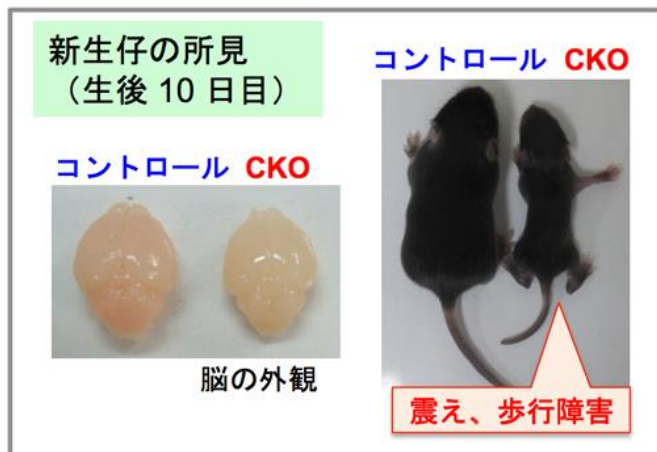 新生仔の所見
（生後 10 日目）
コントロール CKO
脳の外観
コントロール CKO
震え、歩行障害